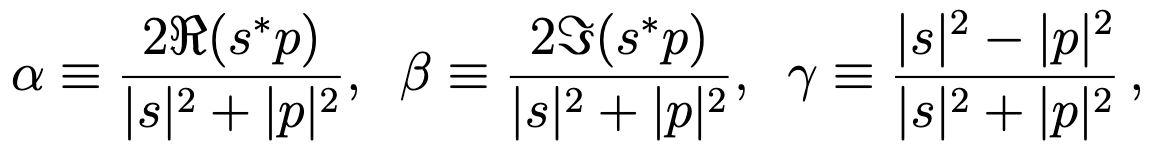 α ≡ 2ℜ(s*p) / |s|² + |p|², β ≡ 2ℑ(s*p) / |s|² + |p|², γ ≡ |s|² − |p|² / |s|² + |p|² ,